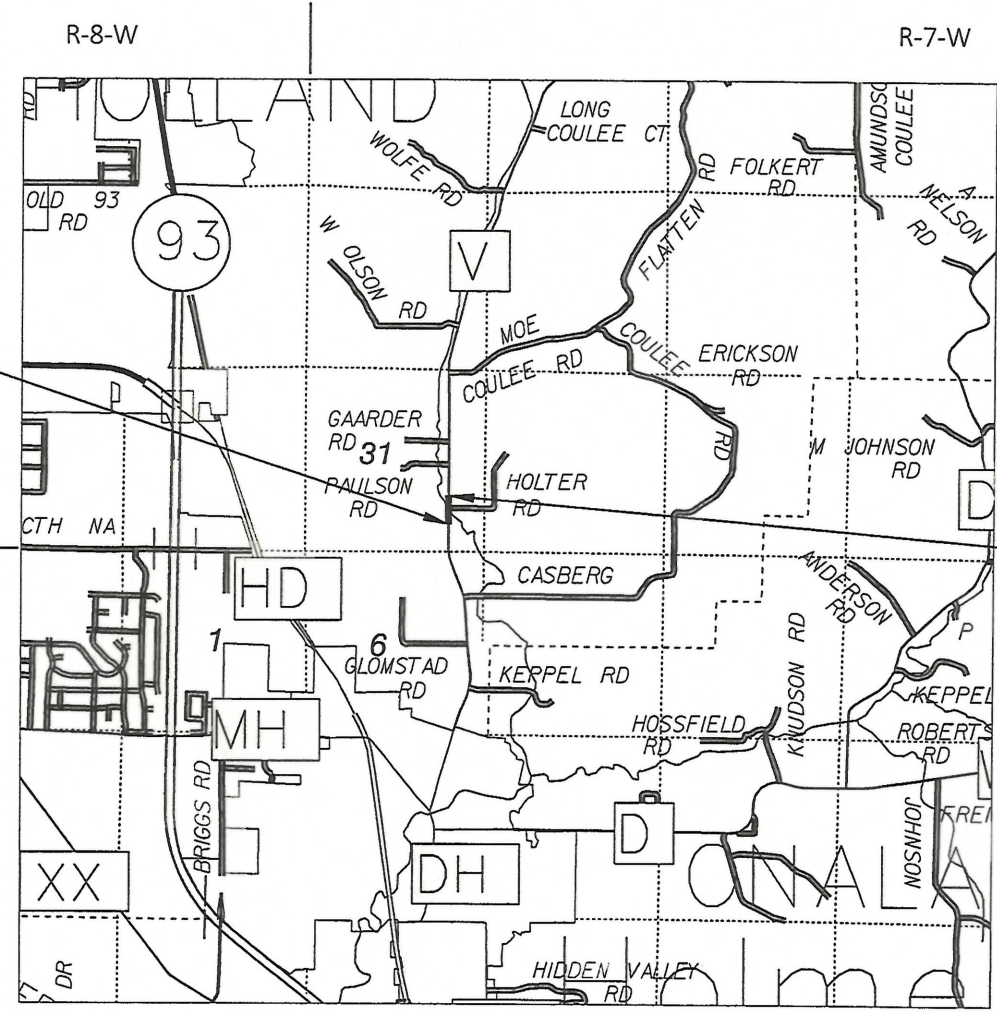 R-8-W
R-7-W
HOLLAND
RD
LONG
COULEE CT
WOLFE RD
RD
FOLKERT
RD
AMUNDSO
COULEE
OLD 93
RD
A
NELSON
RD
93
W
OLSON
RD
V
FLATTEN
MOE
COULEE RD
COULEE
RD
ERICKSON
RD
GAARDER
RD
31
PAULSON
RD
HOLTER
RD
M JOHNSON
RD
D
CTH NA
HD
CASBERG
ANDERSON
RD
1
6
GLOMSTAD
RD
KEPPEL RD
KNUDSON RD
P
KEPPEL
MH
HOSSFIELD
RD
ROBERTS
RD
BRIGGS RD
D
JOHNSON
FREI
XX
DH
ONALA
DR
HIDDEN VALLEY
RD